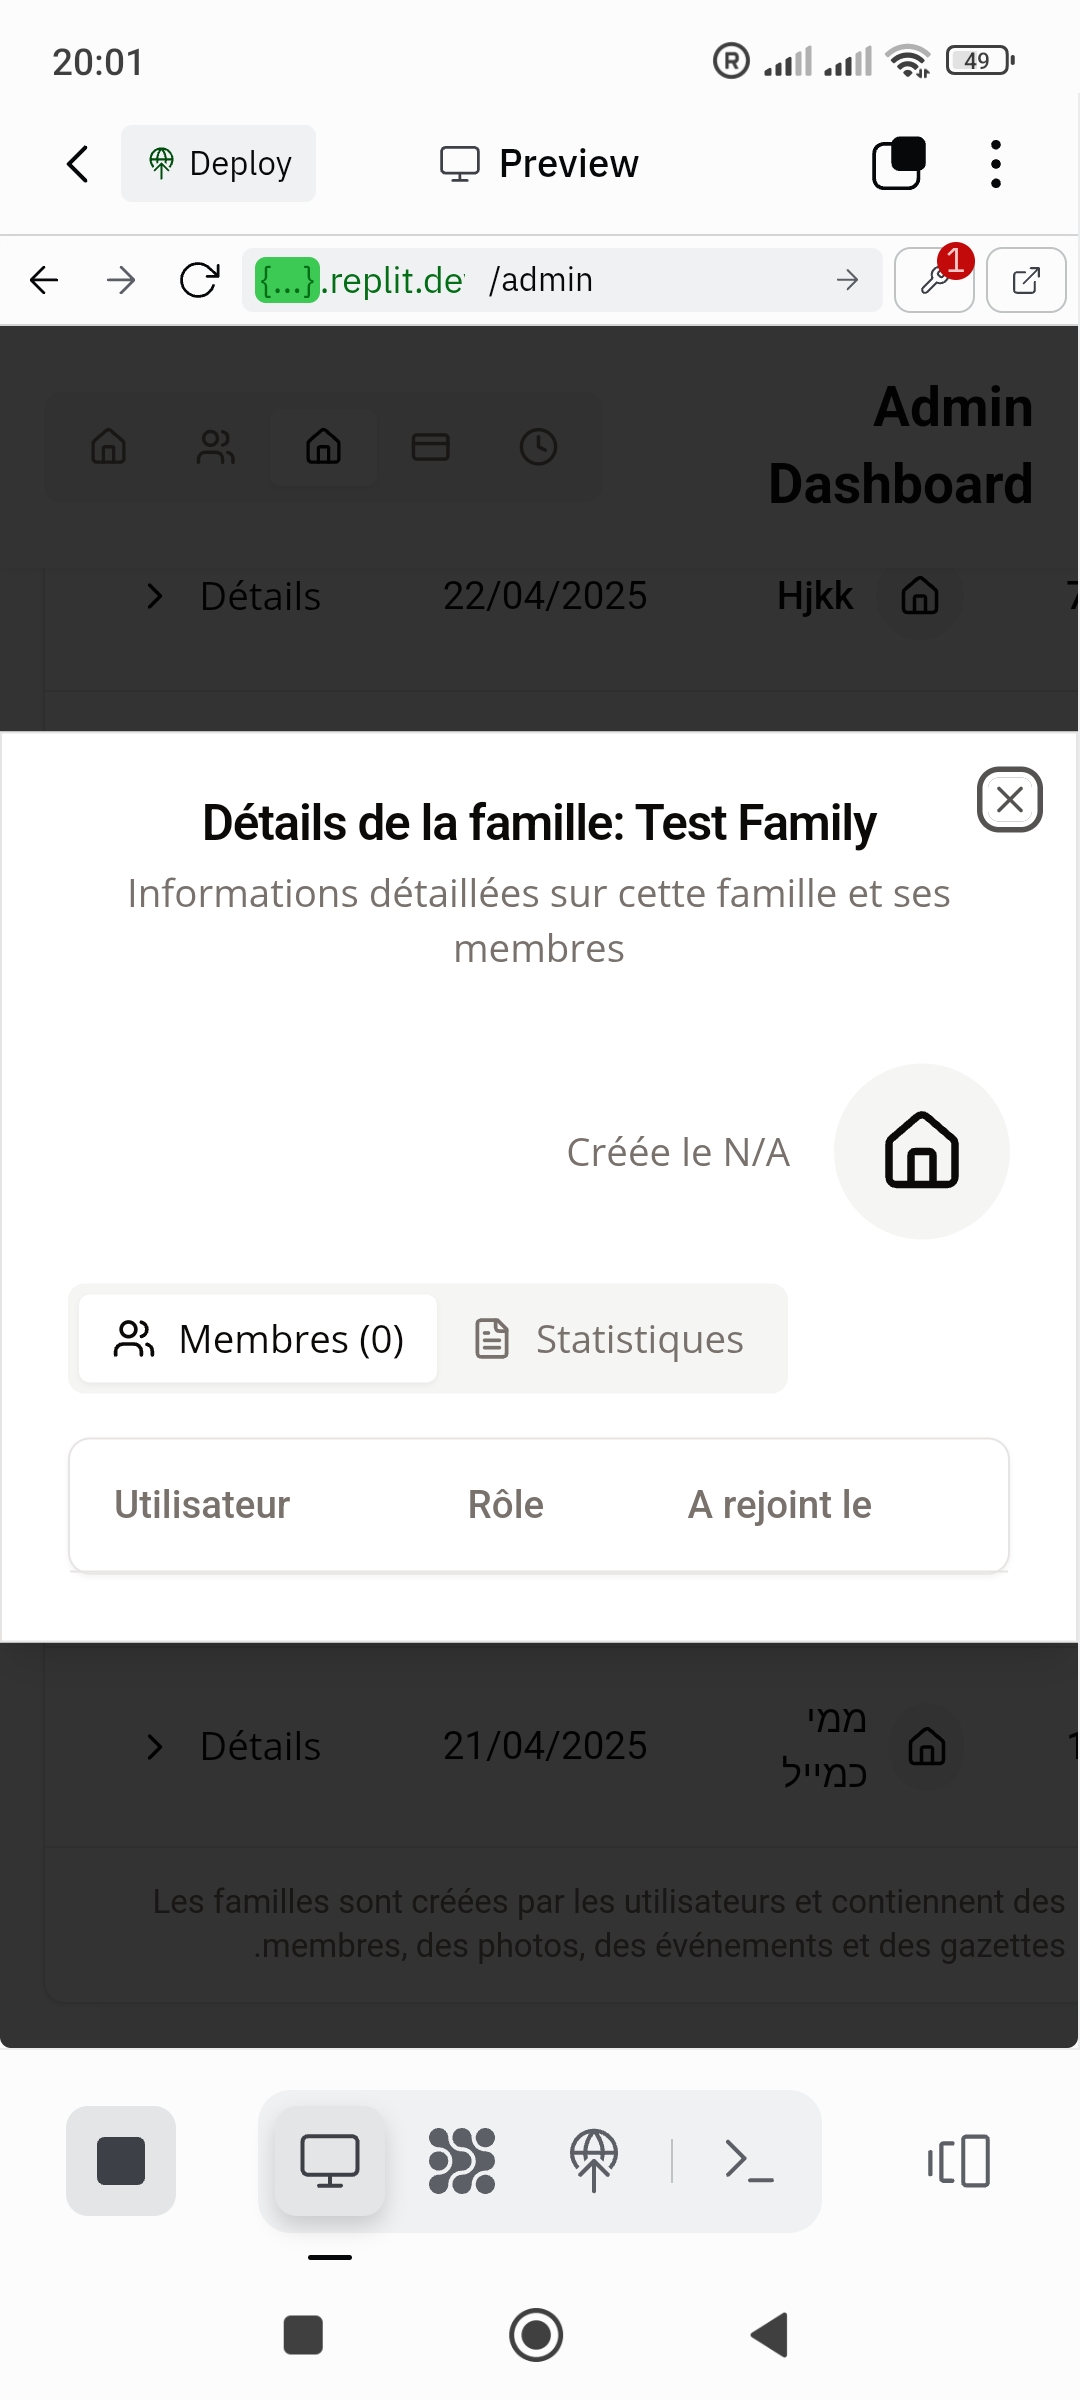 20:01
R
49
Deploy
Preview
{...}.replit.de
/admin
1
Admin
Dashboard
Détails
22/04/2025
Hjkk
7
Détails de la famille: Test Family
Informations détaillées sur cette famille et ses
membres
Créée le N/A
Membres (0)
Statistiques
Utilisateur
Rôle
A rejoint le
Détails
21/04/2025
ממי
כמייל
1
Les familles sont créées par les utilisateurs et contiennent des
.membres, des photos, des événements et des gazettes